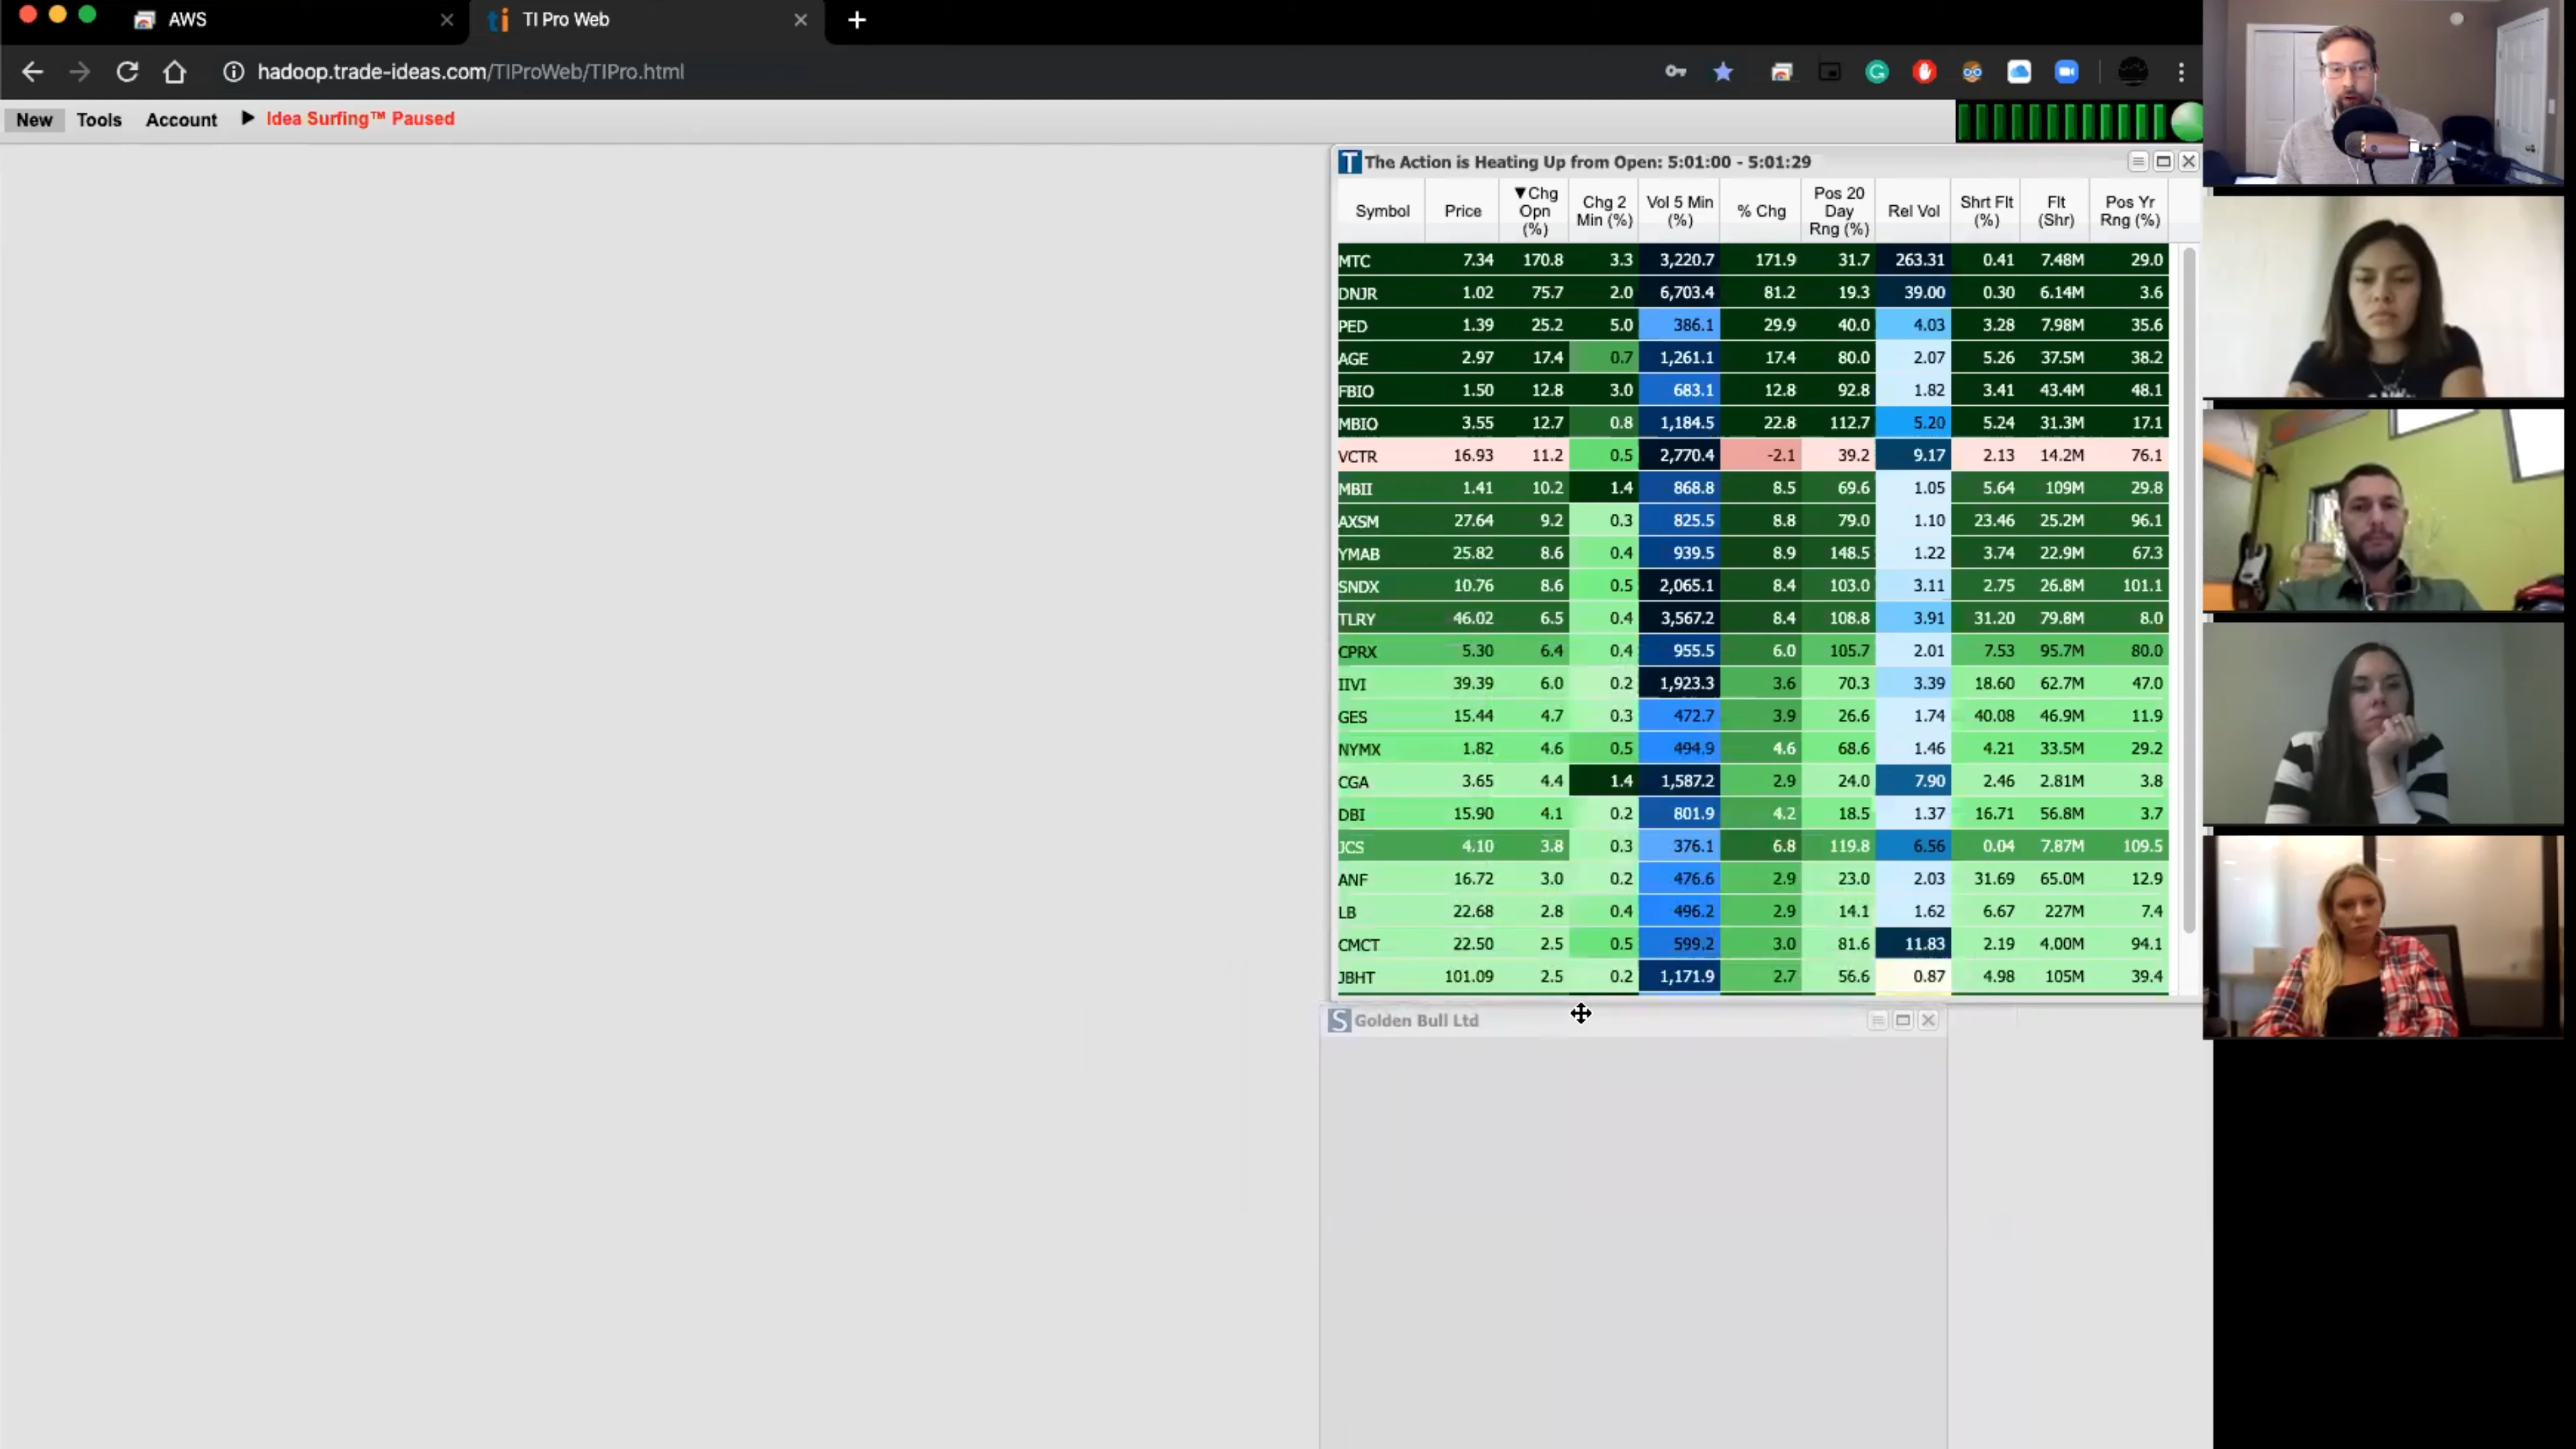 AWS
TI Pro Web
hadoop.trade-ideas.com/TIProWeb/TIPro.html
New Tools Account Idea Surfing™ Paused
The Action is Heating Up from Open: 5:01:00 - 5:01:29
Symbol Price ▼Chg Opn (%) Chg 2 Min (%) Vol 5 Min (%) % Chg Pos 20 Day Rng (%) Rel Vol Shrt Flt (%) Flt (Shr) Pos Yr Rng (%)
MTC 7.34 170.8 3.3 3,220.7 171.9 31.7 263.31 0.41 7.48M 29.0
DNJR 1.02 75.7 2.0 6,703.4 81.2 19.3 39.00 0.30 6.14M 3.6
PED 1.39 25.2 5.0 386.1 29.9 40.0 4.03 3.28 7.98M 35.6
AGE 2.97 17.4 0.7 1,261.1 17.4 80.0 2.07 5.26 37.5M 38.2
FBIO 1.50 12.8 3.0 683.1 12.8 92.8 1.82 3.41 43.4M 48.1
MBIO 3.55 12.7 0.8 1,184.5 22.8 112.7 5.20 5.24 31.3M 17.1
VCTR 16.93 11.2 0.5 2,770.4 -2.1 39.2 9.17 2.13 14.2M 76.1
MBII 1.41 10.2 1.4 868.8 8.5 69.6 1.05 5.64 109M 29.8
AXSM 27.64 9.2 0.3 825.5 8.8 79.0 1.10 23.46 25.2M 96.1
YMAB 25.82 8.6 0.4 939.5 8.9 148.5 1.22 3.74 22.9M 67.3
SNDX 10.76 8.6 0.5 2,065.1 8.4 103.0 3.11 2.75 26.8M 101.1
TLRY 46.02 6.5 0.4 3,567.2 8.4 108.8 3.91 31.20 79.8M 8.0
CPRX 5.30 6.4 0.4 955.5 6.0 105.7 2.01 7.53 95.7M 80.0
IIVI 39.39 6.0 0.2 1,923.3 3.6 70.3 3.39 18.60 62.7M 47.0
GES 15.44 4.7 0.3 472.7 3.9 26.6 1.74 40.08 46.9M 11.9
NYMX 1.82 4.6 0.5 494.9 4.6 68.6 1.46 4.21 33.5M 29.2
CGA 3.65 4.4 1.4 1,587.2 2.9 24.0 7.90 2.46 2.81M 3.8
DBI 15.90 4.1 0.2 801.9 4.2 18.5 1.37 16.71 56.8M 3.7
JCS 4.10 3.8 0.3 376.1 6.8 119.8 6.56 0.04 7.87M 109.5
ANF 16.72 3.0 0.2 476.6 2.9 23.0 2.03 31.69 65.0M 12.9
LB 22.68 2.8 0.4 496.2 2.9 14.1 1.62 6.67 227M 7.4
CMCT 22.50 2.5 0.5 599.2 3.0 81.6 11.83 2.19 4.00M 94.1
JBHT 101.09 2.5 0.2 1,171.9 2.7 56.6 0.87 4.98 105M 39.4
Golden Bull Ltd